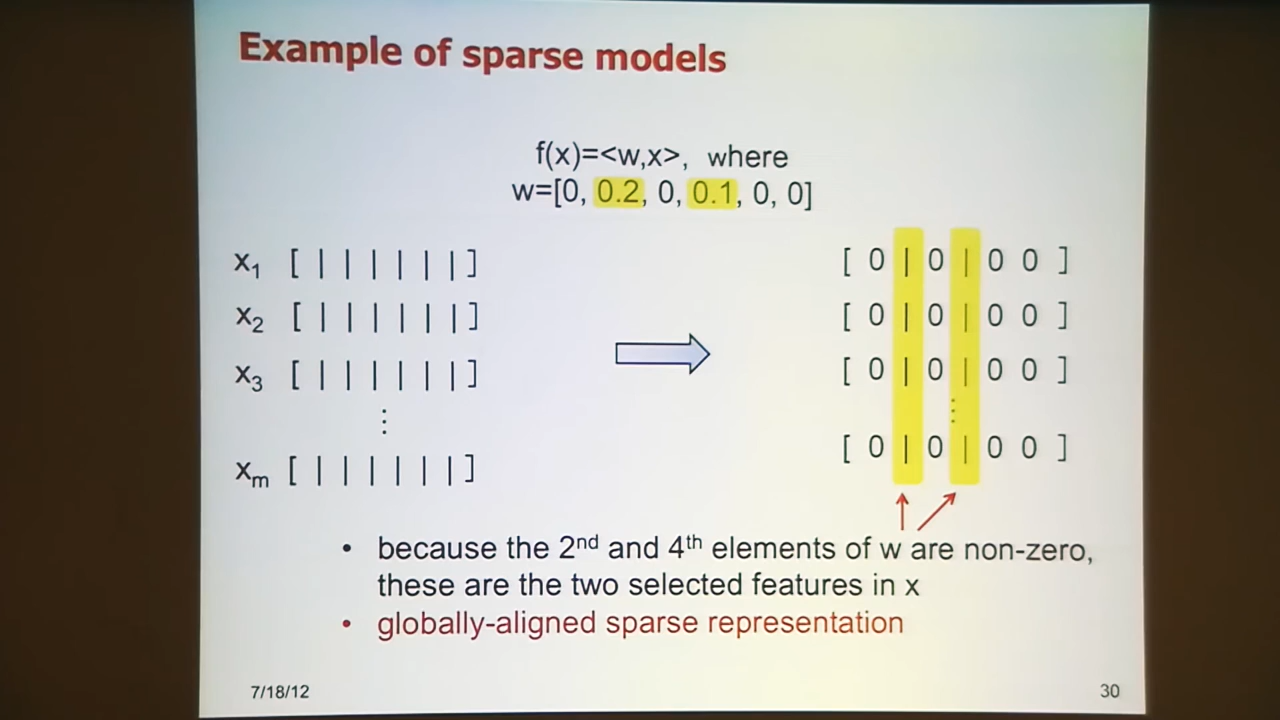 Example of sparse models
f(x)=<w,x>, where
w=[0, 0.2, 0, 0.1, 0, 0]
x1 [ | | | | | | ] [ 0 | 0 | 0 0 ]
x2 [ | | | | | | ] [ 0 | 0 | 0 0 ]
x3 [ | | | | | | ] [ 0 | 0 | 0 0 ]
⋮ ⋮
xm [ | | | | | | ] [ 0 | 0 | 0 0 ]
• because the 2nd and 4th elements of w are non-zero,
these are the two selected features in x
• globally-aligned sparse representation
7/18/12 30